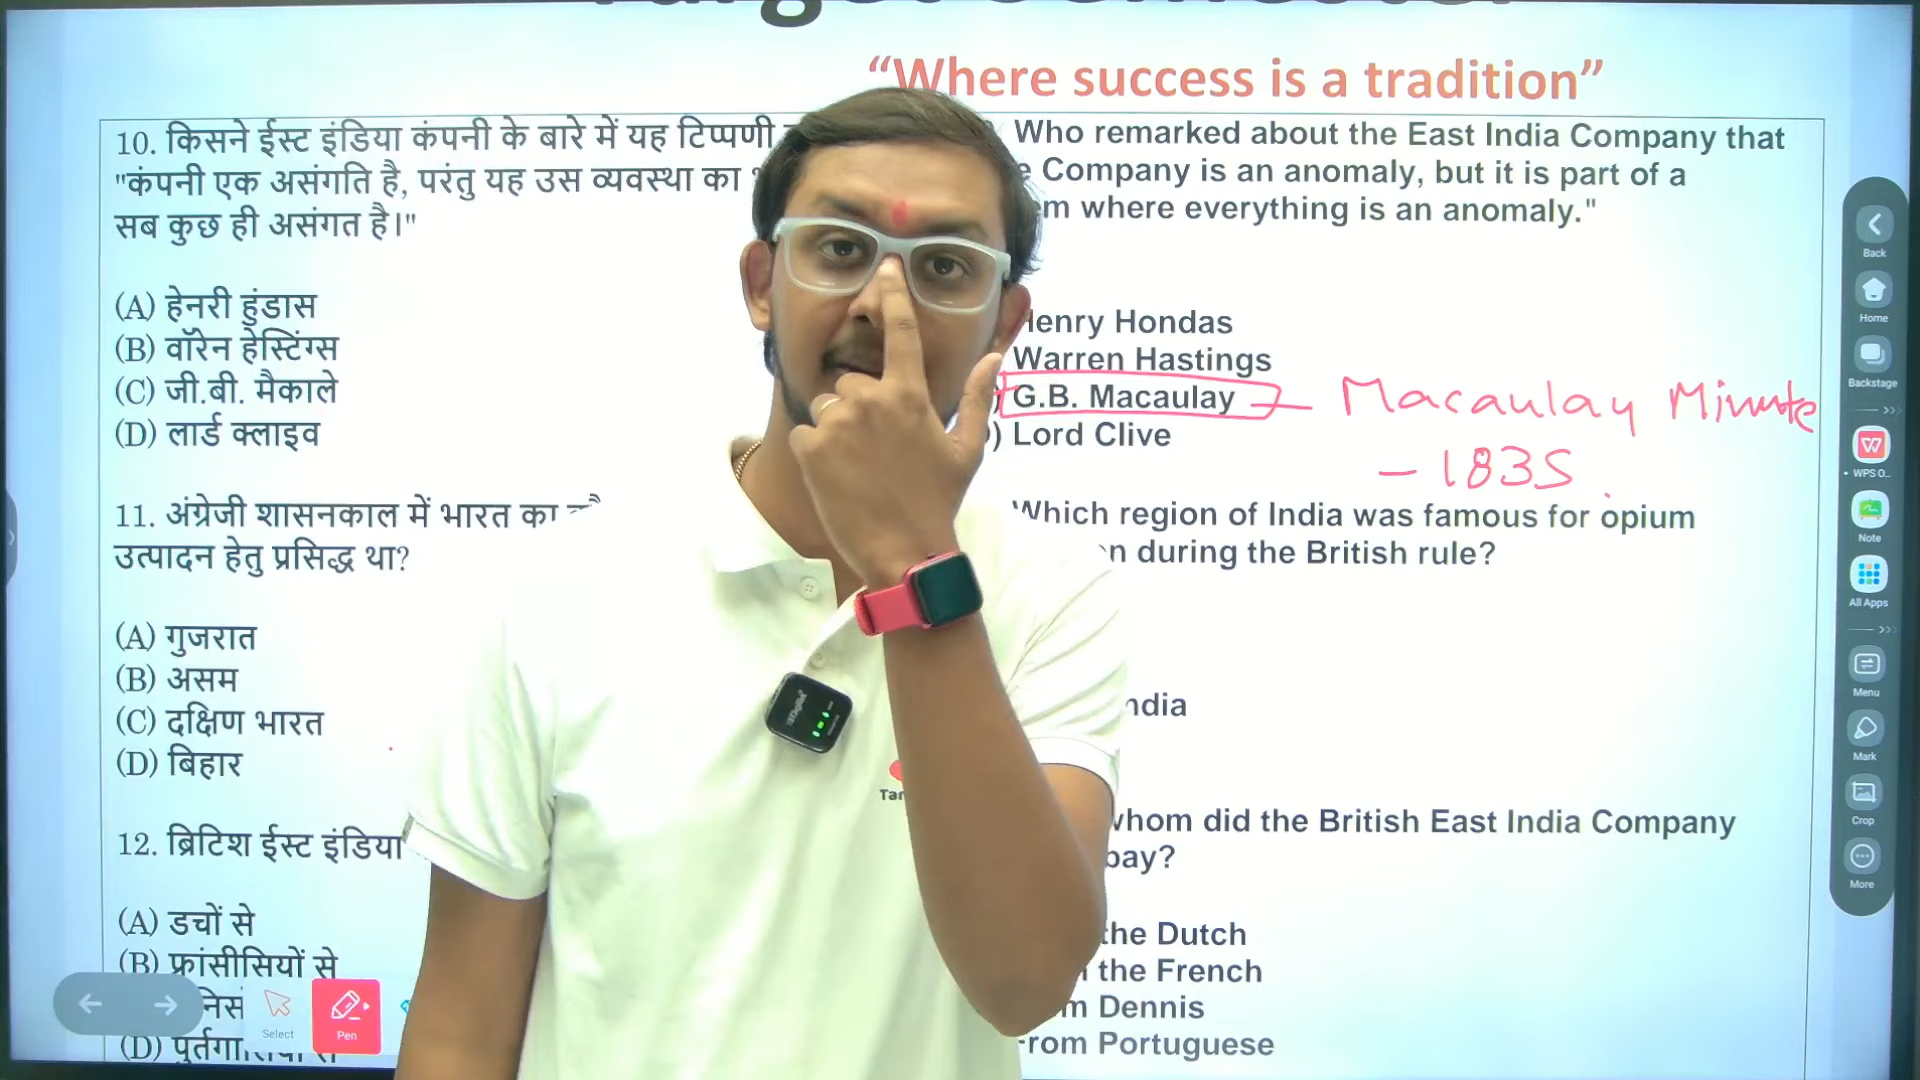 “Where success is a tradition”
10. किसने ईस्ट इंडिया कंपनी के बारे में यह टिप्पणी
"कंपनी एक असंगति है, परंतु यह उस व्यवस्था का
सब कुछ ही असंगत है।"
(A) हेनरी हुंडास
(B) वॉरेन हेस्टिंग्स
(C) जी.बी. मैकाले
(D) लार्ड क्लाइव
11. अंग्रेजी शासनकाल में भारत का
उत्पादन हेतु प्रसिद्ध था?
(A) गुजरात
(B) असम
(C) दक्षिण भारत
(D) बिहार
12. ब्रिटिश ईस्ट इंडिया
(A) डचों से
(B) फ्रांसीसियों से
(D)
Who remarked about the East India Company that
Company is an anomaly, but it is part of a
where everything is an anomaly."
Hondas
Warren Hastings
G.B. Macaulay
Macaulay Minute
- 1835
) Lord Clive
Which region of India was famous for opium
during the British rule?
whom did the British East India Company
the Dutch
the French
Dennis
Portuguese
Back
Home
Backstage
WPS O...
Note
All Apps
Menu
Mark
Crop
More
Select
Pen